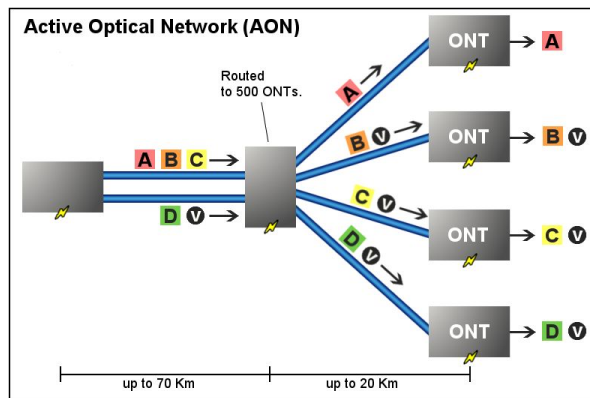 Active Optical Network (AON)
Routed
to 500 ONTs.
A B C
D V
A
B V
C V
D V
ONT
A
ONT
B V
ONT
C V
ONT
D V
up to 70 Km
up to 20 Km